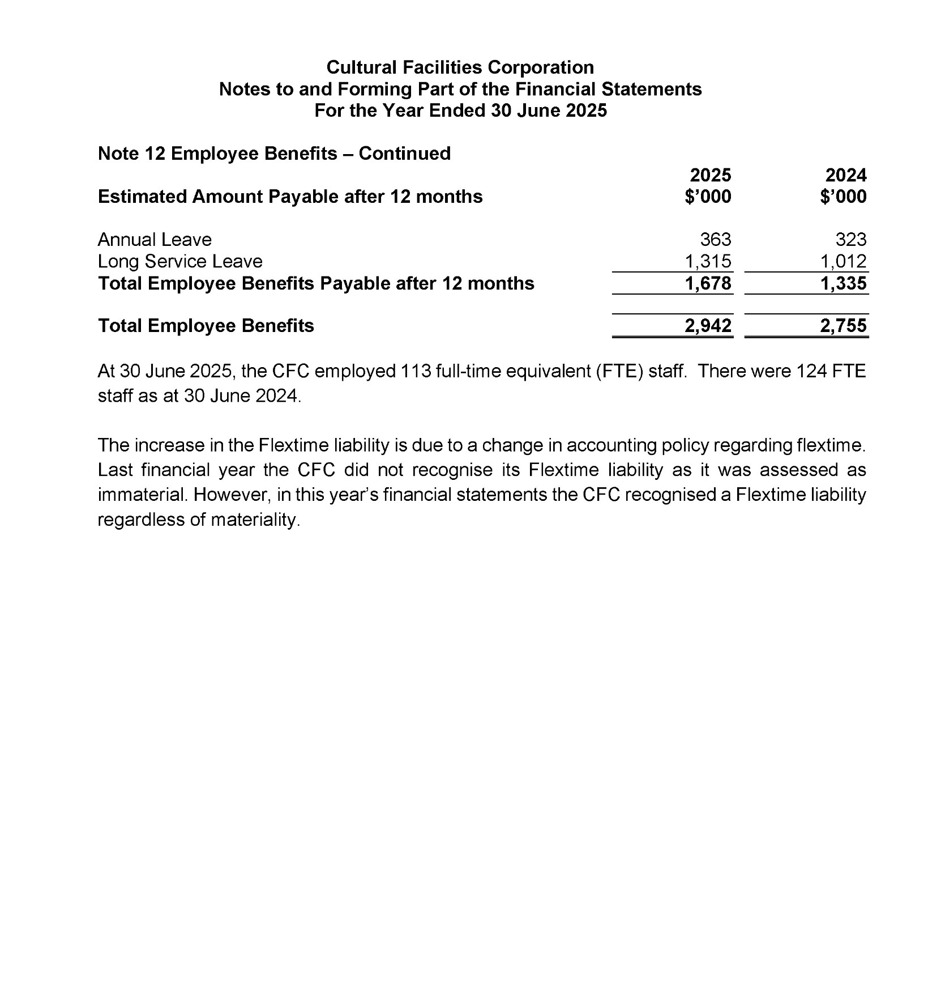 Cultural Facilities Corporation
Notes to and Forming Part of the Financial Statements
For the Year Ended 30 June 2025
Note 12 Employee Benefits – Continued
2025 2024
Estimated Amount Payable after 12 months $’000 $’000
Annual Leave 363 323
Long Service Leave 1,315 1,012
Total Employee Benefits Payable after 12 months 1,678 1,335
Total Employee Benefits 2,942 2,755
At 30 June 2025, the CFC employed 113 full-time equivalent (FTE) staff.  There were 124 FTE
staff as at 30 June 2024.
The increase in the Flextime liability is due to a change in accounting policy regarding flextime.
Last financial year the CFC did not recognise its Flextime liability as it was assessed as
immaterial. However, in this year’s financial statements the CFC recognised a Flextime liability
regardless of materiality.